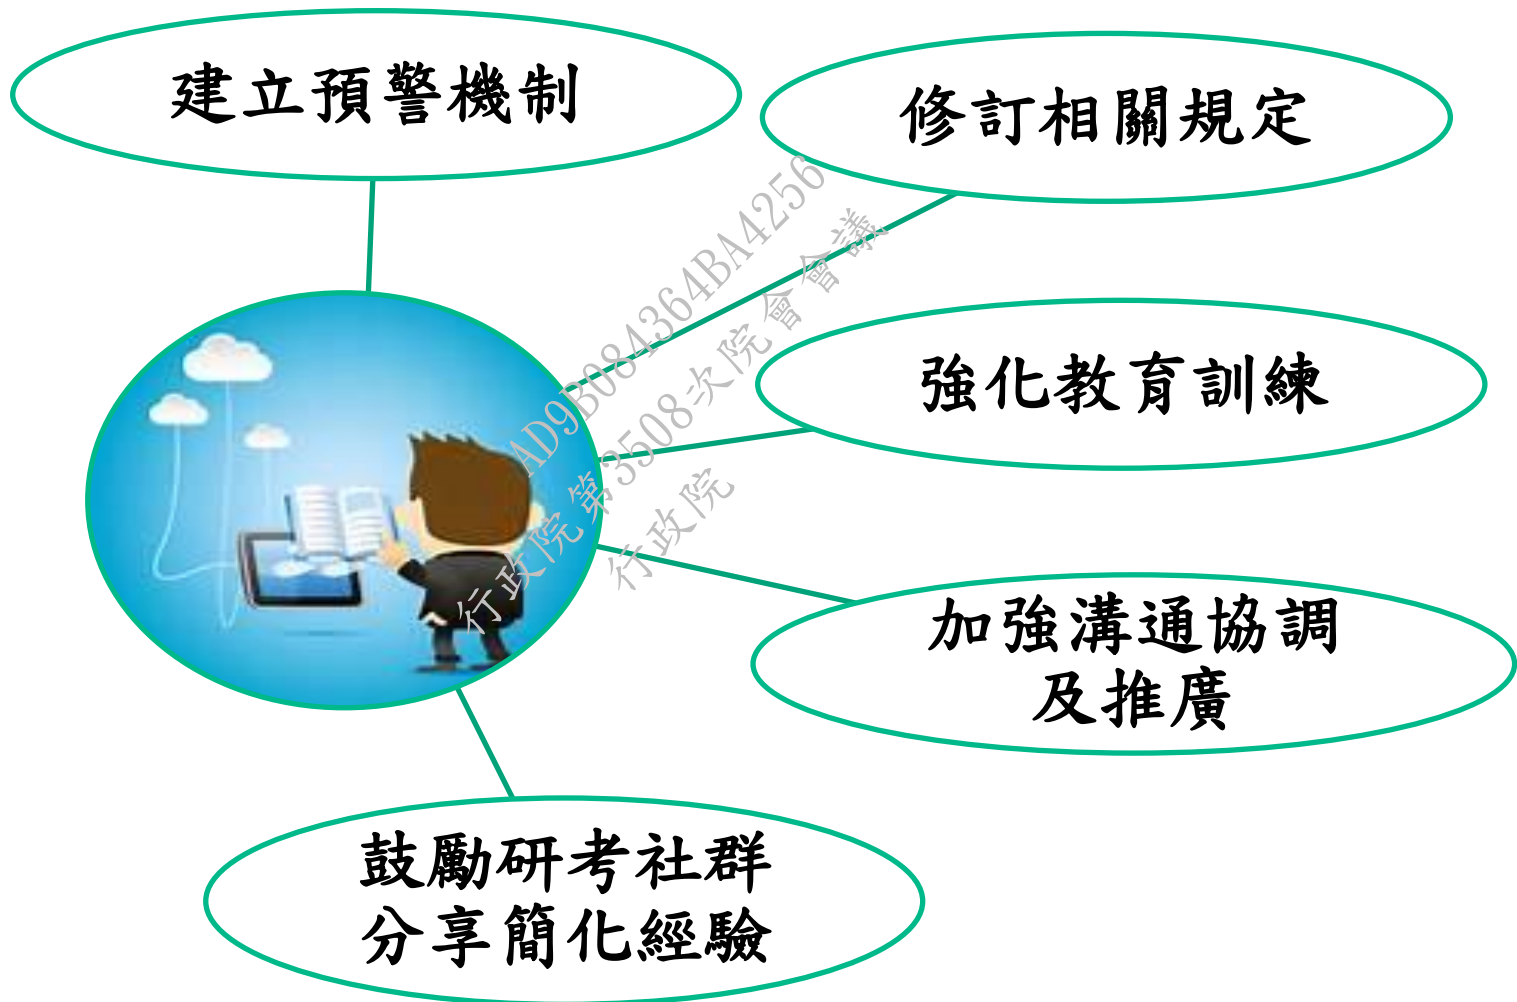 建立預警機制
修訂相關規定
強化教育訓練
加強溝通協調
及推廣
鼓勵研考社群
分享簡化經驗
AD9B084364BA4256
行政院第3508次院會會議
行政院